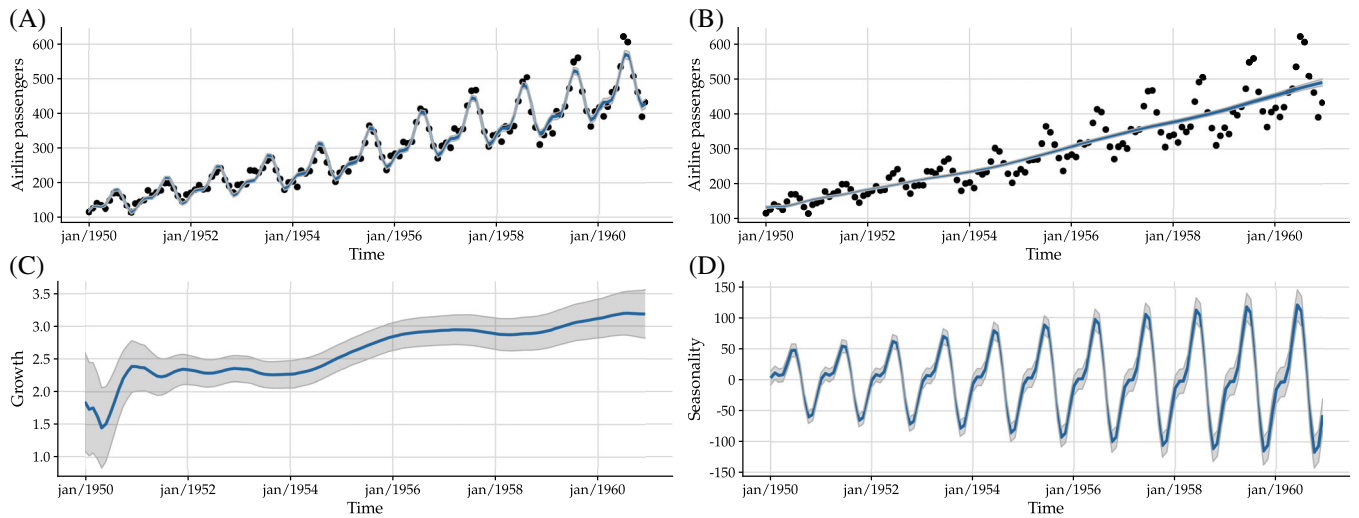 (A)
Airline passengers
600
500
400
300
200
100
jan/1950 jan/1952 jan/1954 jan/1956 jan/1958 jan/1960
Time
(B)
Airline passengers
600
500
400
300
200
100
jan/1950 jan/1952 jan/1954 jan/1956 jan/1958 jan/1960
Time
(C)
Growth
3.5
3.0
2.5
2.0
1.5
1.0
jan/1950 jan/1952 jan/1954 jan/1956 jan/1958 jan/1960
Time
(D)
Seasonality
150
100
50
0
-50
-100
-150
jan/1950 jan/1952 jan/1954 jan/1956 jan/1958 jan/1960
Time